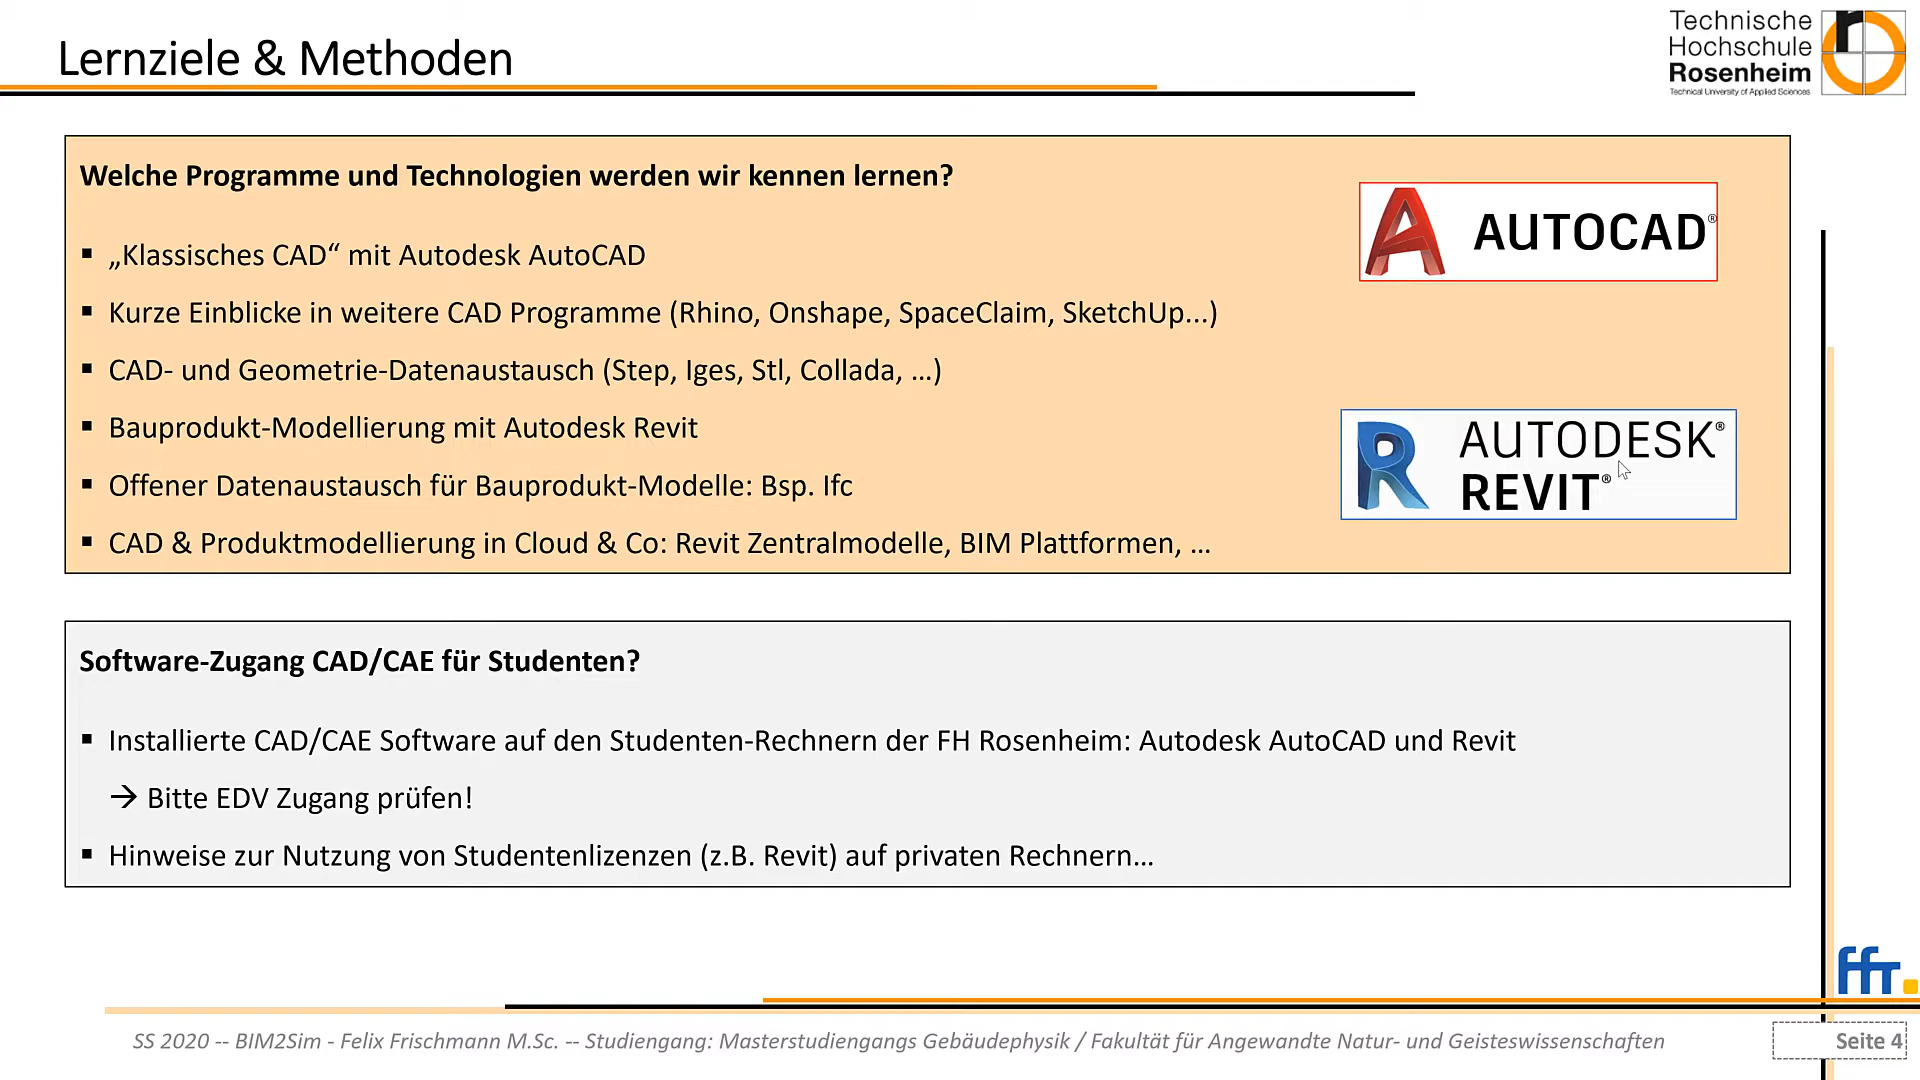 Lernziele & Methoden
Technische
Hochschule
Rosenheim
Technical University of Applied Sciences
Welche Programme und Technologien werden wir kennen lernen?
▪ „Klassisches CAD“ mit Autodesk AutoCAD
▪ Kurze Einblicke in weitere CAD Programme (Rhino, Onshape, SpaceClaim, SketchUp...)
▪ CAD- und Geometrie-Datenaustausch (Step, Iges, Stl, Collada, …)
▪ Bauprodukt-Modellierung mit Autodesk Revit
▪ Offener Datenaustausch für Bauprodukt-Modelle: Bsp. Ifc
▪ CAD & Produktmodellierung in Cloud & Co: Revit Zentralmodelle, BIM Plattformen, …
A AUTOCAD®
R AUTODESK®
REVIT®
Software-Zugang CAD/CAE für Studenten?
▪ Installierte CAD/CAE Software auf den Studenten-Rechnern der FH Rosenheim: Autodesk AutoCAD und Revit
→ Bitte EDV Zugang prüfen!
▪ Hinweise zur Nutzung von Studentenlizenzen (z.B. Revit) auf privaten Rechnern…
SS 2020 -- BIM2Sim - Felix Frischmann M.Sc. -- Studiengang: Masterstudiengangs Gebäudephysik / Fakultät für Angewandte Natur- und Geisteswissenschaften
Seite 4